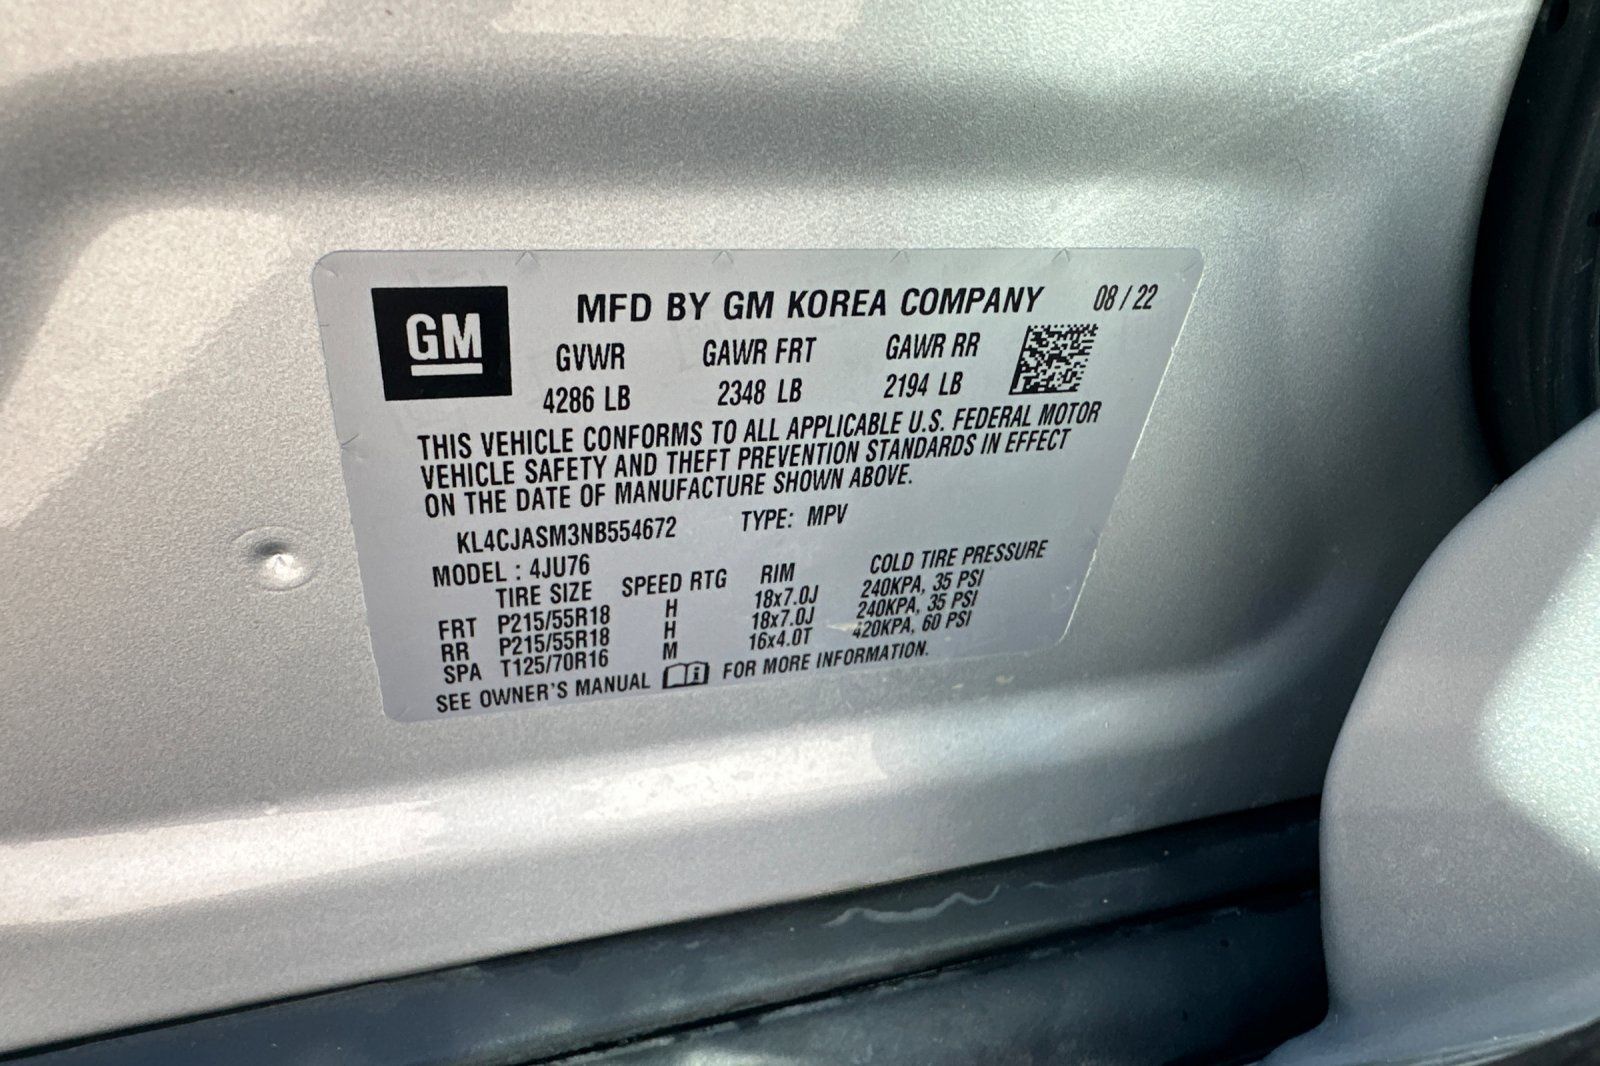 GM
MFD BY GM KOREA COMPANY 08 / 22
GVWR GAWR FRT GAWR RR
4286 LB 2348 LB 2194 LB
THIS VEHICLE CONFORMS TO ALL APPLICABLE U.S. FEDERAL MOTOR
VEHICLE SAFETY AND THEFT PREVENTION STANDARDS IN EFFECT
ON THE DATE OF MANUFACTURE SHOWN ABOVE.
KL4CJASM3NB554672 TYPE: MPV
MODEL : 4JU76
TIRE SIZE SPEED RTG RIM COLD TIRE PRESSURE
FRT P215/55R18 H 18x7.0J 240KPA, 35 PSI
RR P215/55R18 H 18x7.0J 240KPA, 35 PSI
SPA T125/70R16 M 16x4.0T 420KPA, 60 PSI
SEE OWNER'S MANUAL i FOR MORE INFORMATION.